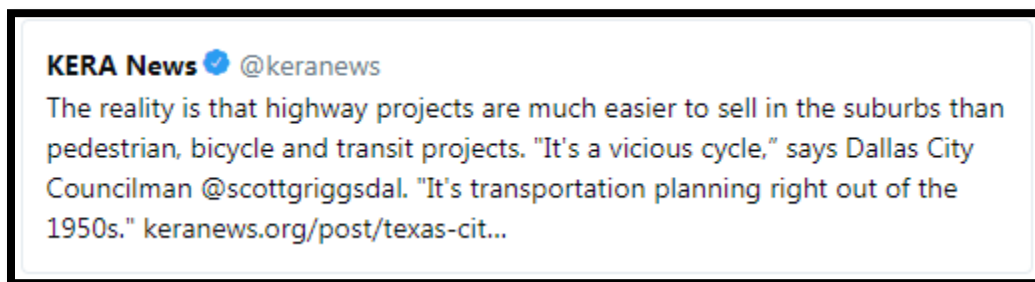 KERA News @keranews
The reality is that highway projects are much easier to sell in the suburbs than
pedestrian, bicycle and transit projects. "It's a vicious cycle,” says Dallas City
Councilman @scottgriggsdal. "It's transportation planning right out of the
1950s." keranews.org/post/texas-cit...